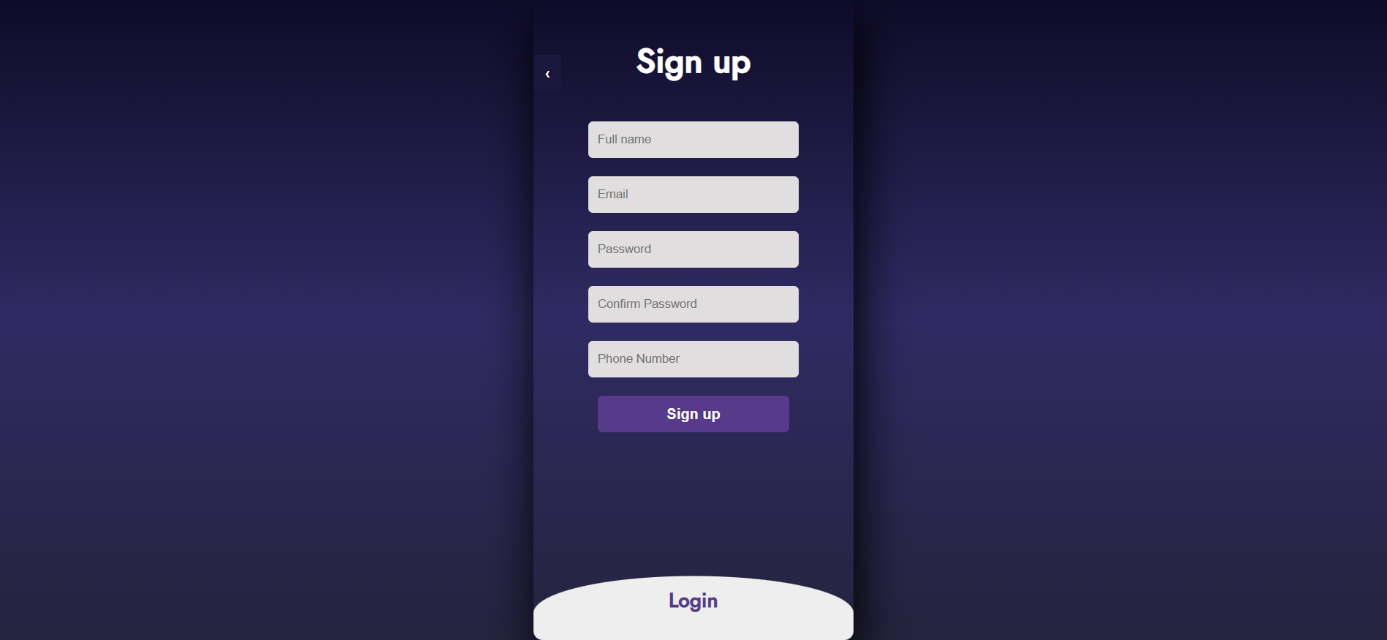 Sign up
‹
Full name
Email
Password
Confirm Password
Phone Number
Sign up
Login